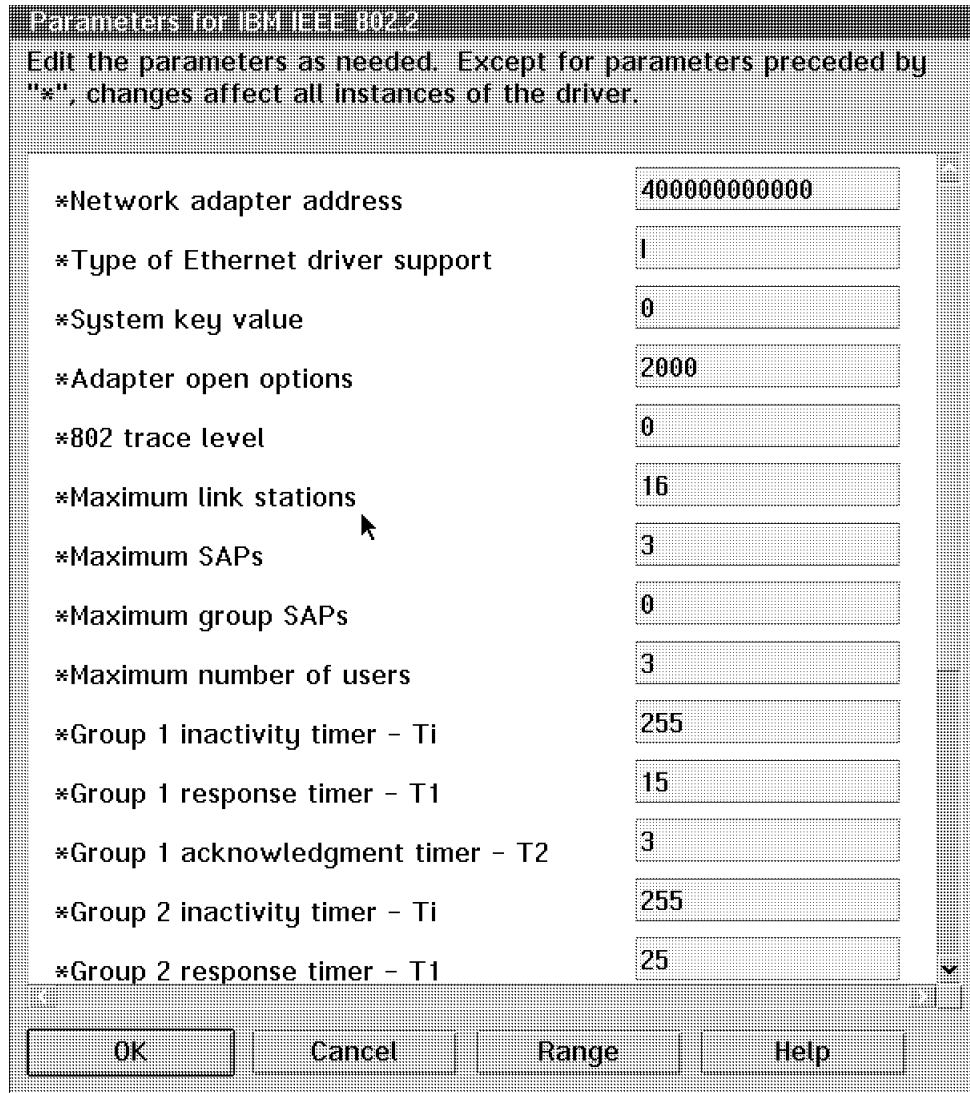 Parameters for IBM IEEE 802.2
Edit the parameters as needed. Except for parameters preceded by
"*", changes affect all instances of the driver.
*Network adapter address 400000000000
*Type of Ethernet driver support I
*System key value 0
*Adapter open options 2000
*802 trace level 0
*Maximum link stations 16
*Maximum SAPs 3
*Maximum group SAPs 0
*Maximum number of users 3
*Group 1 inactivity timer - Ti 255
*Group 1 response timer - T1 15
*Group 1 acknowledgment timer - T2 3
*Group 2 inactivity timer - Ti 255
*Group 2 response timer - T1 25
OK Cancel Range Help